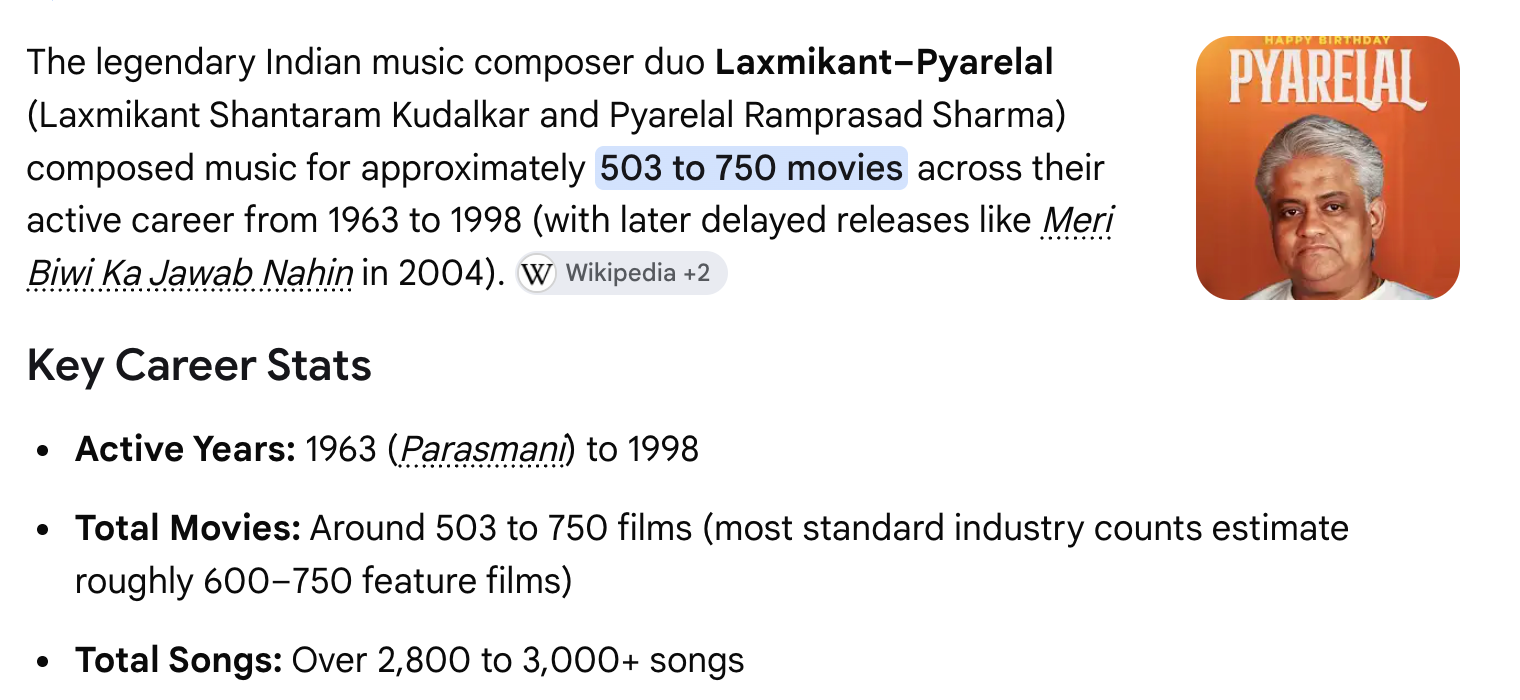 HAPPY BIRTHDAY
PYARELAL
The legendary Indian music composer duo Laxmikant–Pyarelal
(Laxmikant Shantaram Kudalkar and Pyarelal Ramprasad Sharma)
composed music for approximately 503 to 750 movies across their
active career from 1963 to 1998 (with later delayed releases like Meri
Biwi Ka Jawab Nahin in 2004). W Wikipedia +2
Key Career Stats
• Active Years: 1963 (Parasmani) to 1998
• Total Movies: Around 503 to 750 films (most standard industry counts estimate
roughly 600–750 feature films)
• Total Songs: Over 2,800 to 3,000+ songs